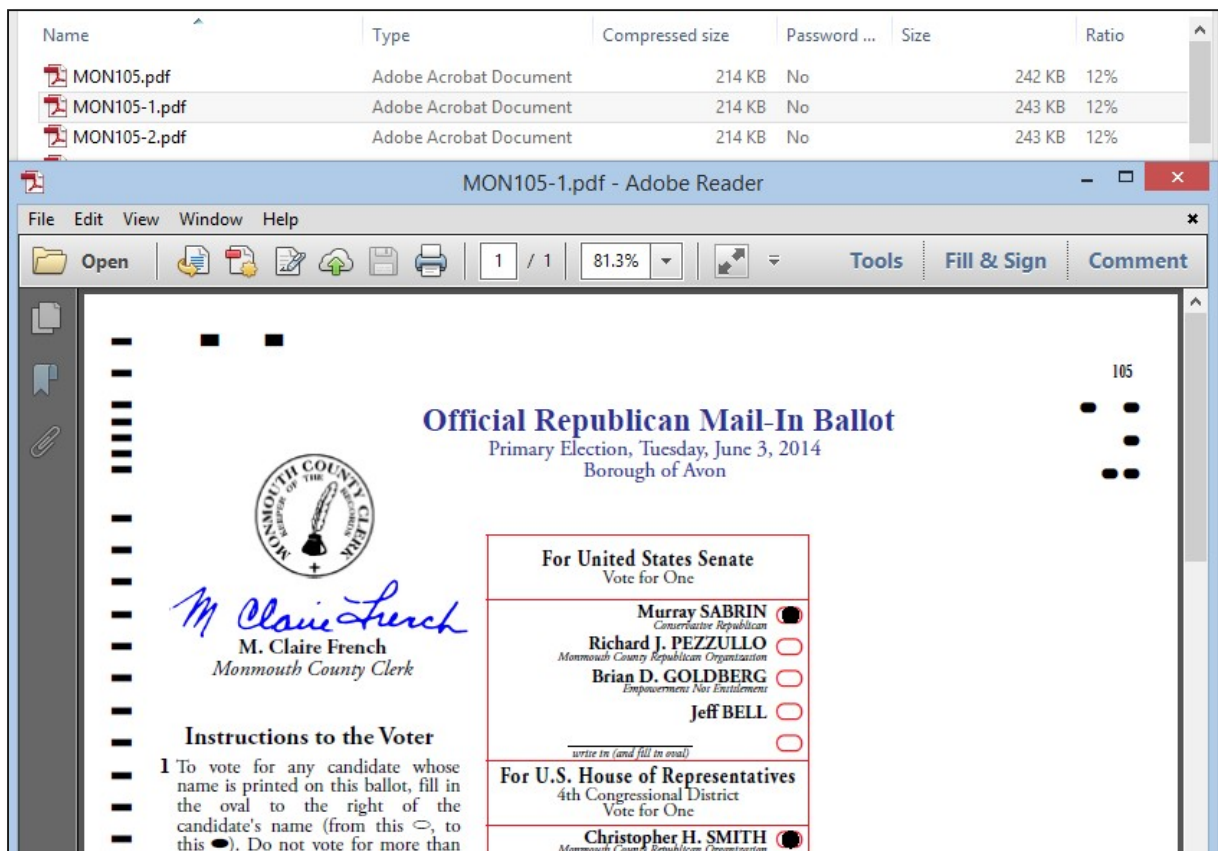 Name Type Compressed size Password ... Size Ratio
MON105.pdf Adobe Acrobat Document 214 KB No 242 KB 12%
MON105-1.pdf Adobe Acrobat Document 214 KB No 243 KB 12%
MON105-2.pdf Adobe Acrobat Document 214 KB No 243 KB 12%
MON105-1.pdf - Adobe Reader
File Edit View Window Help
Open 1 / 1 81.3% Tools Fill & Sign Comment
105
Official Republican Mail-In Ballot
Primary Election, Tuesday, June 3, 2014
Borough of Avon
MONMOUTH COUNTY CLERK
KEEPER OF THE RECORDS
M Claire French
M. Claire French
Monmouth County Clerk
Instructions to the Voter
1 To vote for any candidate whose
name is printed on this ballot, fill in
the oval to the right of the
candidate's name (from this, to
this). Do not vote for more than
For United States Senate
Vote for One
Murray SABRIN
Conservative Republican
Richard J. PEZZULLO
Monmouth County Republican Organization
Brian D. GOLDBERG
Empowerment Not Entitlement
Jeff BELL
write in (and fill in oval)
For U.S. House of Representatives
4th Congressional District
Vote for One
Christopher H. SMITH
Monmouth County Republican Organization